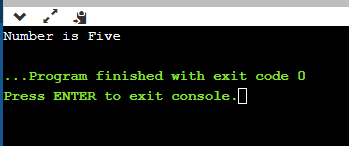 Number is Five
...Program finished with exit code 0
Press ENTER to exit console.